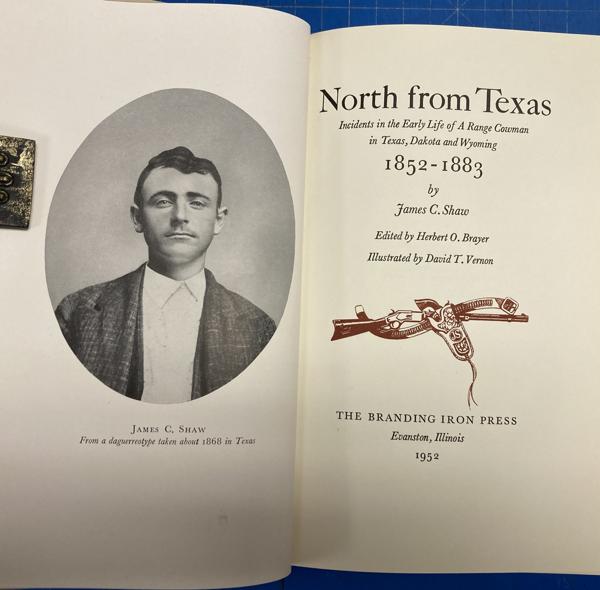 James C. Shaw
From a daguerreotype taken about 1868 in Texas
North from Texas
Incidents in the Early Life of A Range Cowman
in Texas, Dakota and Wyoming
1852-1883
by
James C. Shaw
Edited by Herbert O. Brayer
Illustrated by David T. Vernon
THE BRANDING IRON PRESS
Evanston, Illinois
1952